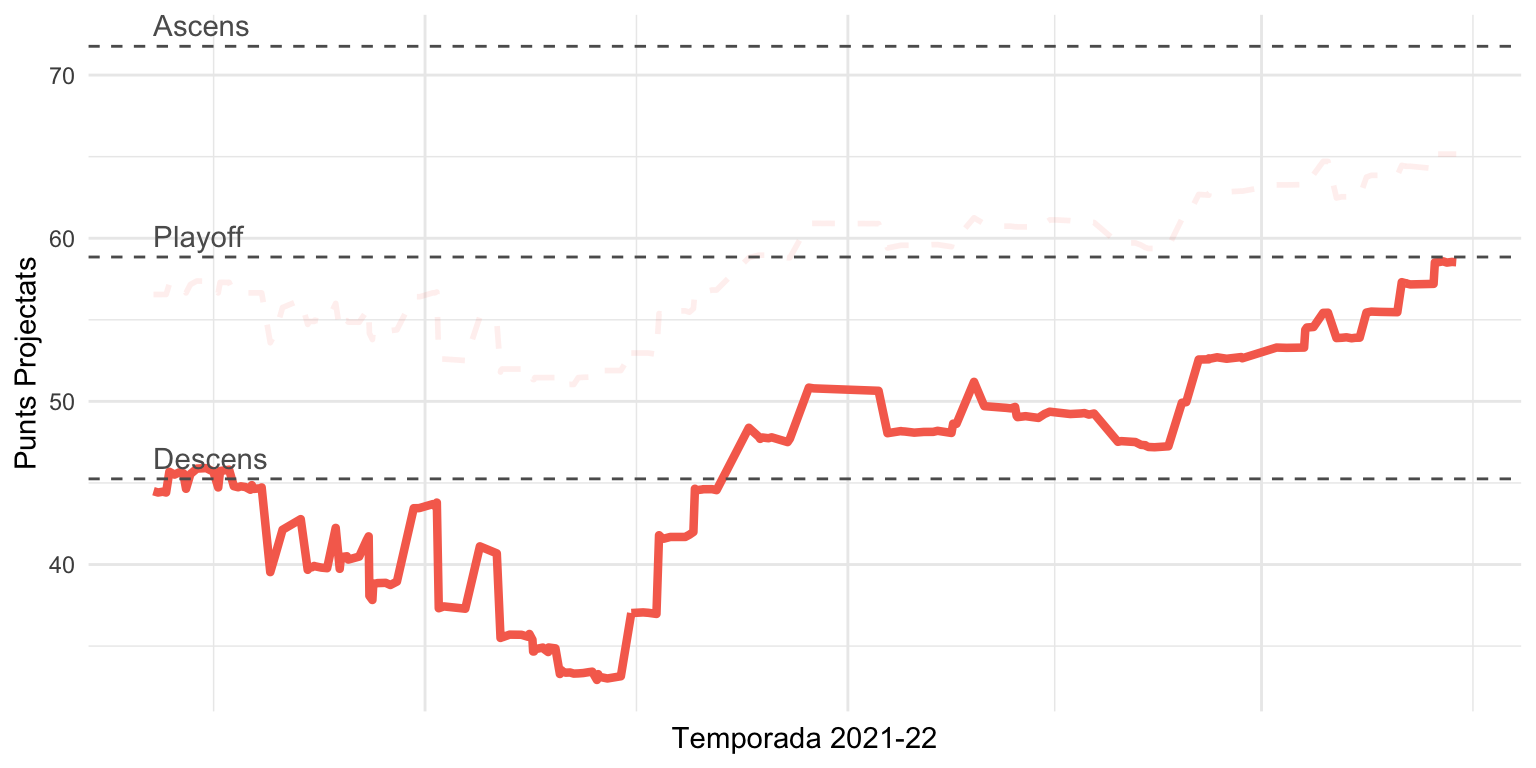 Ascens
70
Playoff
60
50
Descens
40
Punts Projectats
Temporada 2021-22